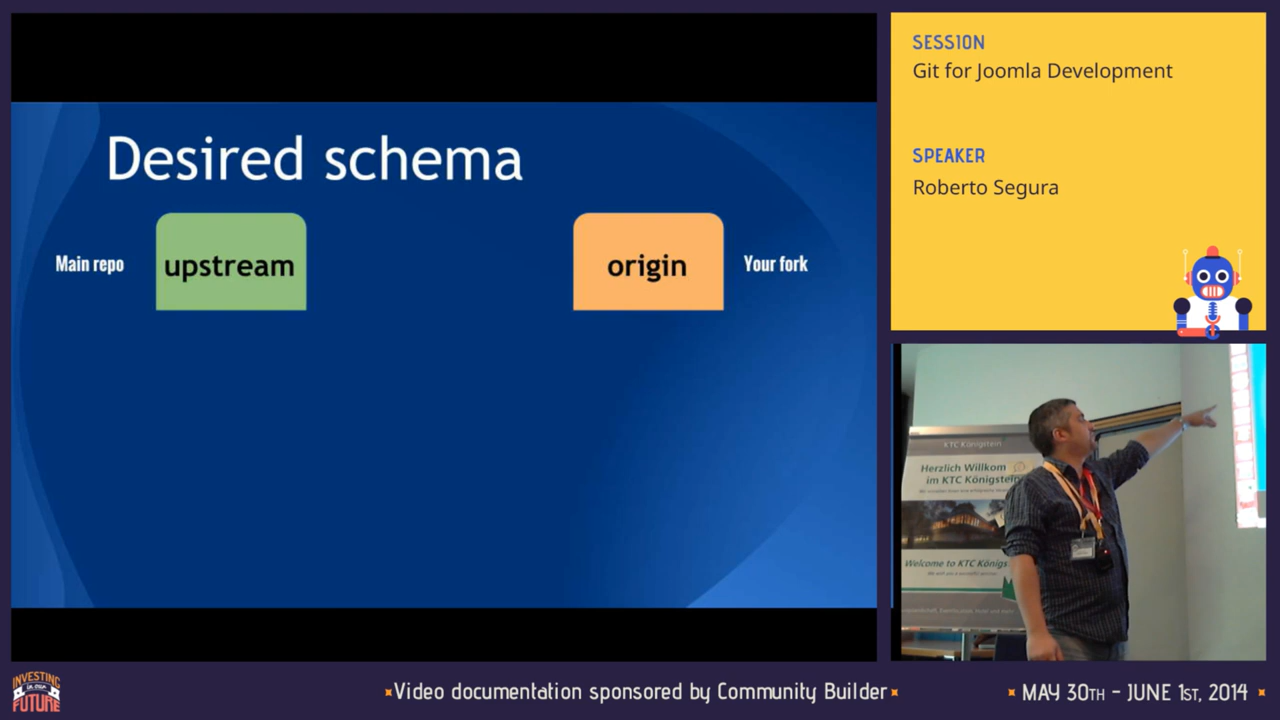 Desired schema
Main repo
upstream
origin
Your fork
SESSION
Git for Joomla Development
SPEAKER
Roberto Segura
KTC Königstein
Herzlich Willkom
im KTC Königstein
Welcome to KTC Königs
INVESTING
IN OUR
FUTURE
Video documentation sponsored by Community Builder
MAY 30TH - JUNE 1ST, 2014